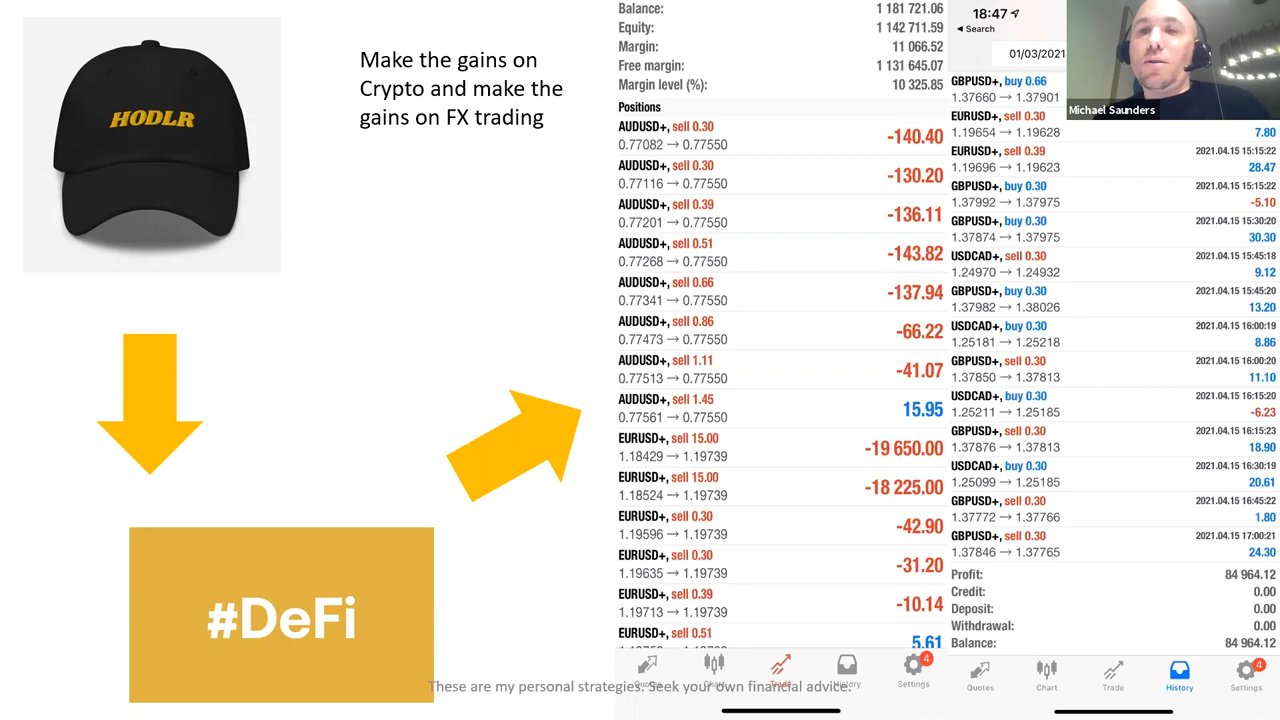 HODLR
Make the gains on
Crypto and make the
gains on FX trading
#DeFi
Balance: 1 181 721.06
Equity: 1 142 711.59
Margin: 11 066.52
Free margin: 1 131 645.07
Margin level (%): 10 325.85
Positions
AUDUSD+, sell 0.30 -140.40
0.77082 → 0.77550
AUDUSD+, sell 0.30 -130.20
0.77116 → 0.77550
AUDUSD+, sell 0.39 -136.11
0.77201 → 0.77550
AUDUSD+, sell 0.51 -143.82
0.77268 → 0.77550
AUDUSD+, sell 0.66 -137.94
0.77341 → 0.77550
AUDUSD+, sell 0.86 -66.22
0.77473 → 0.77550
AUDUSD+, sell 1.11 -41.07
0.77513 → 0.77550
AUDUSD+, sell 1.45 15.95
0.77561 → 0.77550
EURUSD+, sell 15.00 -19 650.00
1.18429 → 1.19739
EURUSD+, sell 15.00 -18 225.00
1.18524 → 1.19739
EURUSD+, sell 0.30 -42.90
1.19596 → 1.19739
EURUSD+, sell 0.30 -31.20
1.19635 → 1.19739
EURUSD+, sell 0.39 -10.14
1.19713 → 1.19739
EURUSD+, sell 0.51 5.61
Settings
4
18:47
Search
01/03/2021
Michael Saunders
GBPUSD+, buy 0.66
1.37660 → 1.37901
EURUSD+, sell 0.30
1.19654 → 1.19628 7.80
EURUSD+, sell 0.39 2021.04.15 15:15:22
1.19696 → 1.19623 28.47
GBPUSD+, buy 0.30 2021.04.15 15:15:22
1.37992 → 1.37975 -5.10
GBPUSD+, buy 0.30 2021.04.15 15:30:20
1.37874 → 1.37975 30.30
USDCAD+, sell 0.30 2021.04.15 15:45:18
1.24970 → 1.24932 9.12
GBPUSD+, buy 0.30 2021.04.15 15:45:20
1.37982 → 1.38026 13.20
USDCAD+, buy 0.30 2021.04.15 16:00:19
1.25181 → 1.25218 8.86
GBPUSD+, sell 0.30 2021.04.15 16:00:20
1.37850 → 1.37813 11.10
USDCAD+, buy 0.30 2021.04.15 16:15:20
1.25211 → 1.25185 -6.23
GBPUSD+, sell 0.30 2021.04.15 16:15:23
1.37876 → 1.37813 18.90
USDCAD+, buy 0.30 2021.04.15 16:30:19
1.25099 → 1.25185 20.61
GBPUSD+, sell 0.30 2021.04.15 16:45:22
1.37772 → 1.37766 1.80
GBPUSD+, sell 0.30 2021.04.15 17:00:21
1.37846 → 1.37765 24.30
Profit: 84 964.12
Credit: 0.00
Deposit: 0.00
Withdrawal: 0.00
Balance: 84 964.12
4
Quotes Chart Trade History Settings
These are my personal strategies. Seek your own financial advice.